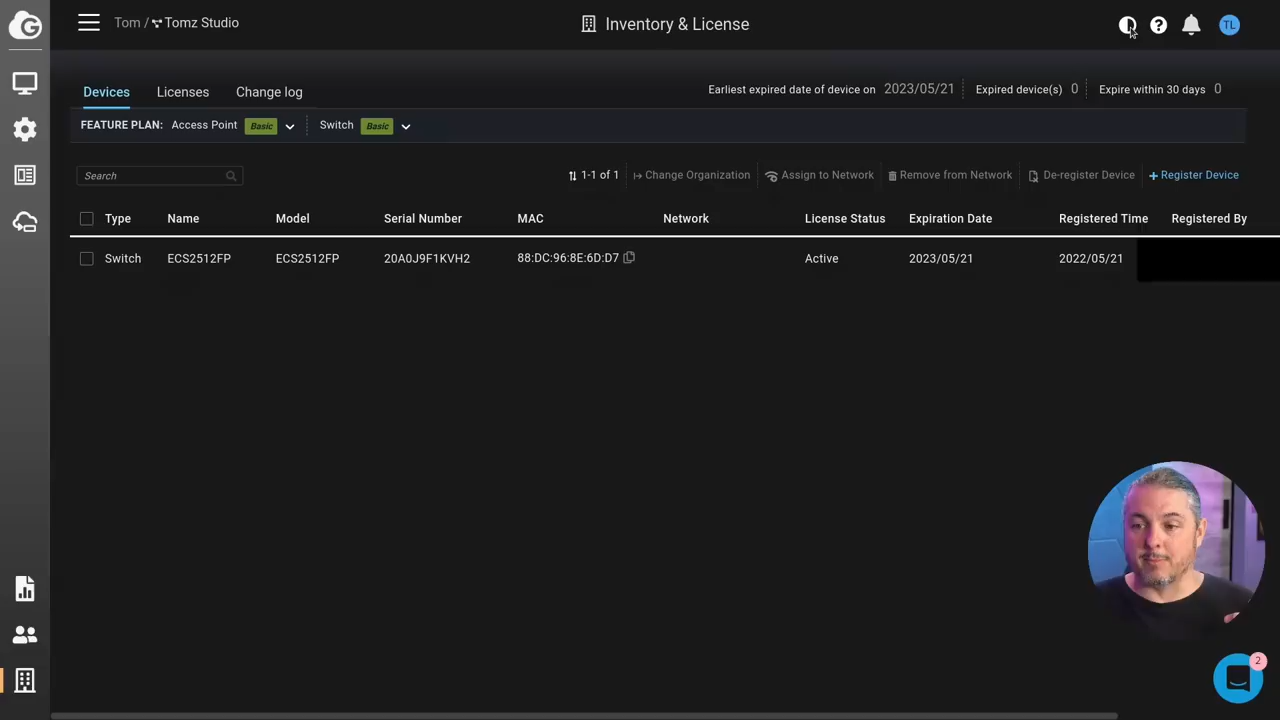 Tom / Tomz Studio
Inventory & License
TL
Devices
Licenses
Change log
Earliest expired date of device on 2023/05/21
Expired device(s) 0
Expire within 30 days 0
FEATURE PLAN: Access Point Basic Switch Basic
Search
1-1 of 1
Change Organization
Assign to Network
Remove from Network
De-register Device
+ Register Device
Type Name Model Serial Number MAC Network License Status Expiration Date Registered Time Registered By
Switch ECS2512FP ECS2512FP 20A0J9F1KVH2 88:DC:96:8E:6D:D7 Active 2023/05/21 2022/05/21
2